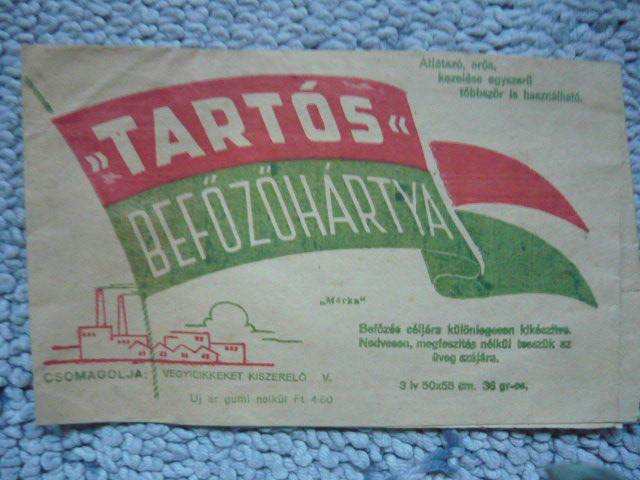 Átlátszó, erős,
kezelése egyszerű
többször is használható.
„TARTÓS“
BEFŐZŐHÁRTYA
„Márka“
Befőzés céljára különlegesen kikészítve.
Nedvesen, megfeszítés nélkül tesszük az
üveg szájára.
CSOMAGOLJA: VEGYICIKKEKET KISZERELŐ V.
3 ív 50x55 cm. 36 gr-os,
Uj ár gumi nélkül Ft 4.60